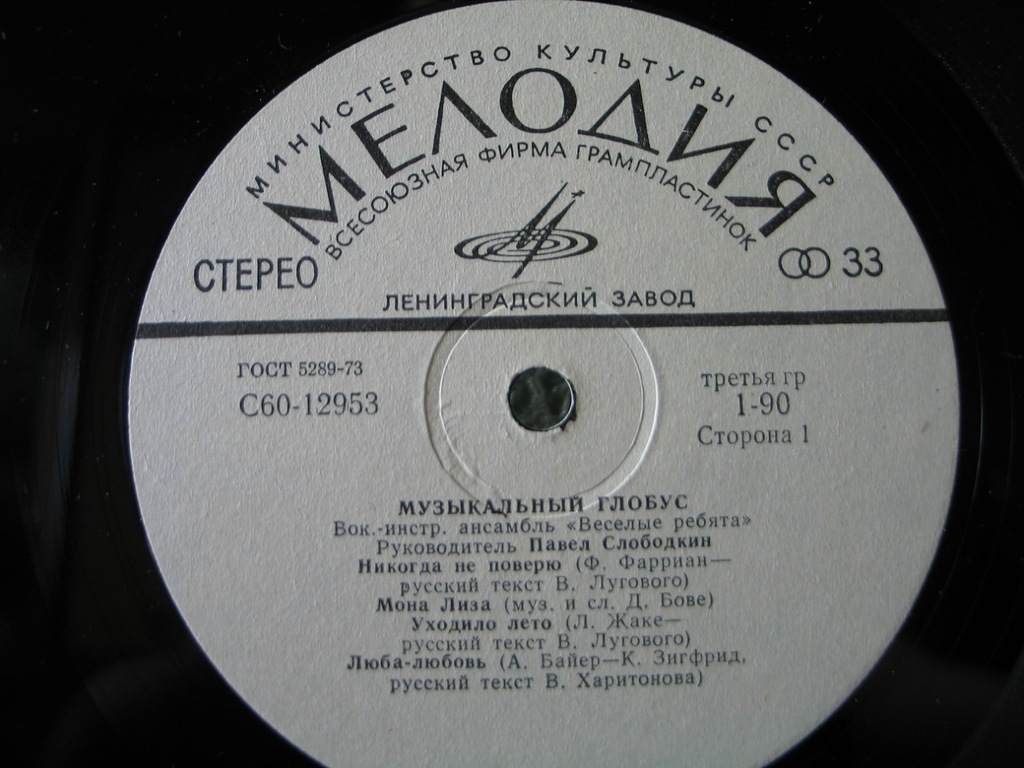 МИНИСТЕРСТВО КУЛЬТУРЫ СССР
МЕЛОДИЯ
ВСЕСОЮЗНАЯ ФИРМА ГРАМПЛАСТИНОК
СТЕРЕО
33
ЛЕНИНГРАДСКИЙ ЗАВОД
ГОСТ 5289-73
С60-12953
третья гр
1-90
Сторона 1
МУЗЫКАЛЬНЫЙ ГЛОБУС
Вок.-инстр. ансамбль «Веселые ребята»
Руководитель Павел Слободкин
Никогда не поверю (Ф. Фарриан—
русский текст В. Лугового)
Мона Лиза (муз. и сл. Д. Бове)
Уходило лето (Л. Жаке—
русский текст В. Лугового)
Люба-любовь (А. Байер—К. Зигфрид,
русский текст В. Харитонова)